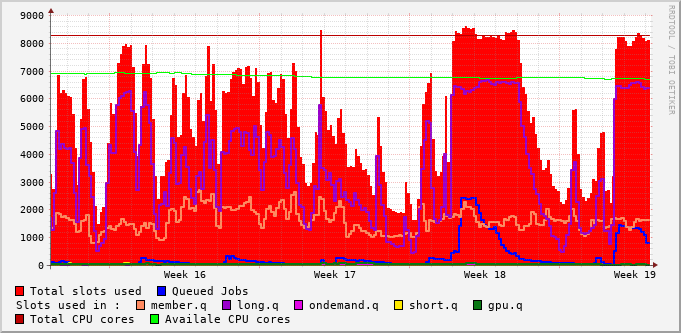 9000
8000
7000
6000
5000
4000
3000
2000
1000
0
Week 16 Week 17 Week 18 Week 19
RRDTOOL / TOBI OETIKER
Total slots used Queued Jobs
Slots used in : member.q long.q ondemand.q short.q gpu.q
Total CPU cores Availale CPU cores